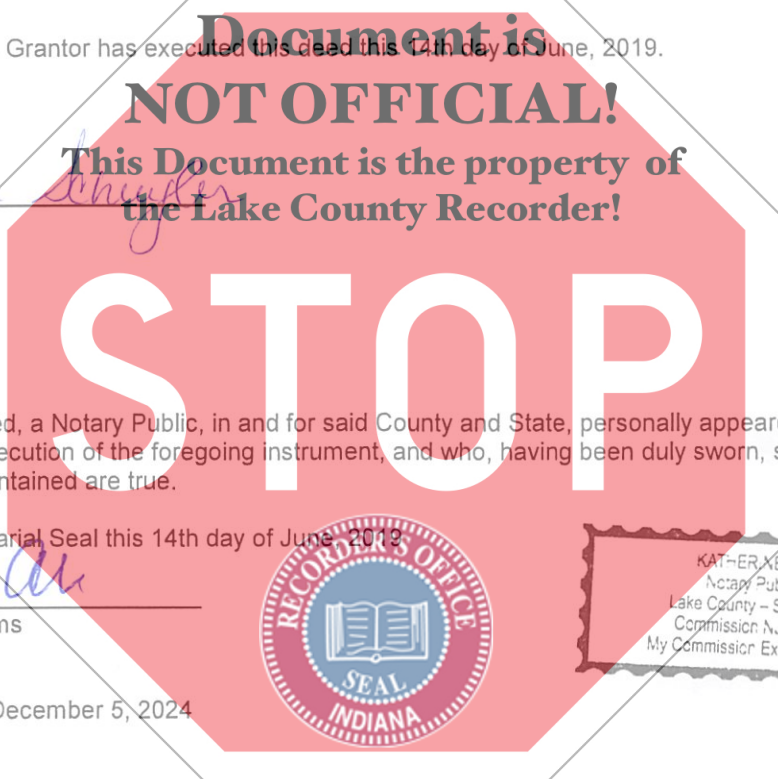 Document is
Grantor has executed this deed this 14th day of June, 2019.
NOT OFFICIAL!
This Document is the property of
Schuyler
the Lake County Recorder!
STOP
ed, a Notary Public, in and for said County and State, personally appeare
ecution of the foregoing instrument, and who, having been duly sworn, s
ntained are true.
arial Seal this 14th day of June, 2019
ms
December 5, 2024
RECORDER'S OFFICE
SEAL
INDIANA
Notary Pub
Lake County – S
Commission N
My Commission Ex